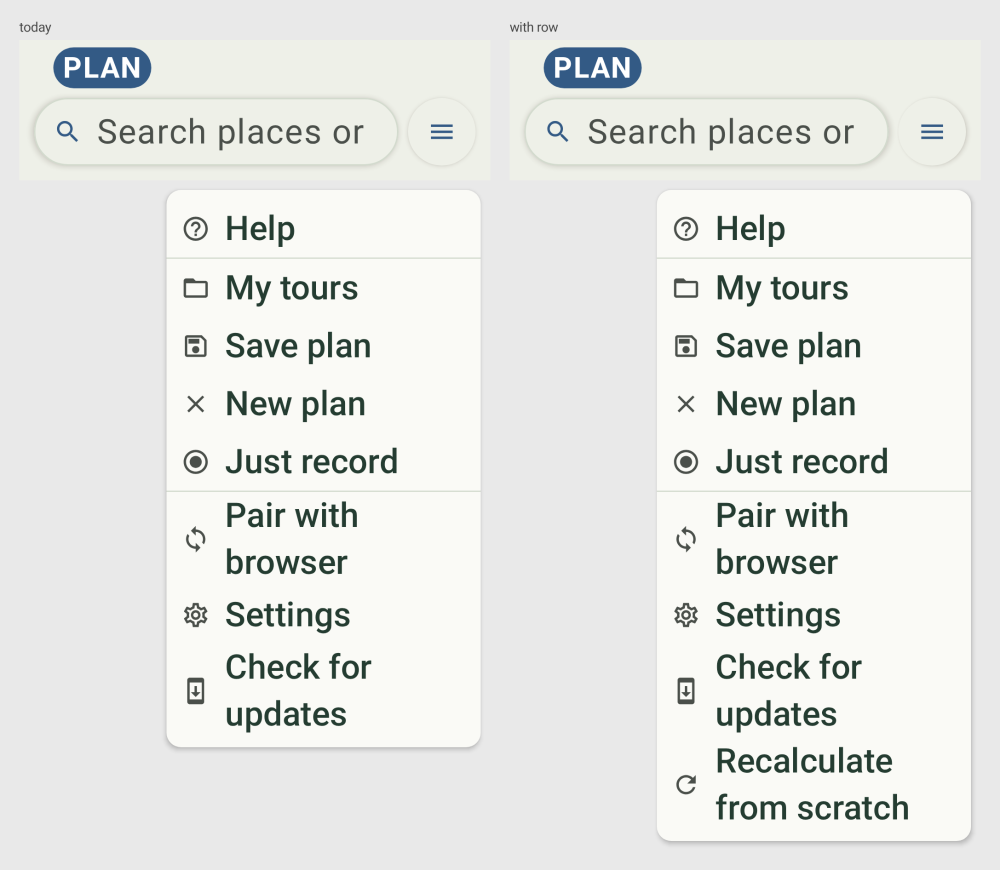 today
PLAN
Search places or
Help
My tours
Save plan
New plan
Just record
Pair with
browser
Settings
Check for
updates
with row
PLAN
Search places or
Help
My tours
Save plan
New plan
Just record
Pair with
browser
Settings
Check for
updates
Recalculate
from scratch